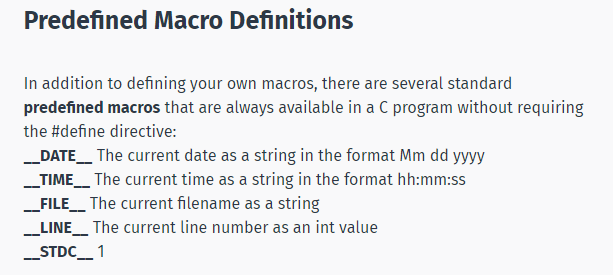 Predefined Macro Definitions
In addition to defining your own macros, there are several standard
predefined macros that are always available in a C program without requiring
the #define directive:
__DATE__ The current date as a string in the format Mm dd yyyy
__TIME__ The current time as a string in the format hh:mm:ss
__FILE__ The current filename as a string
__LINE__ The current line number as an int value
__STDC__ 1